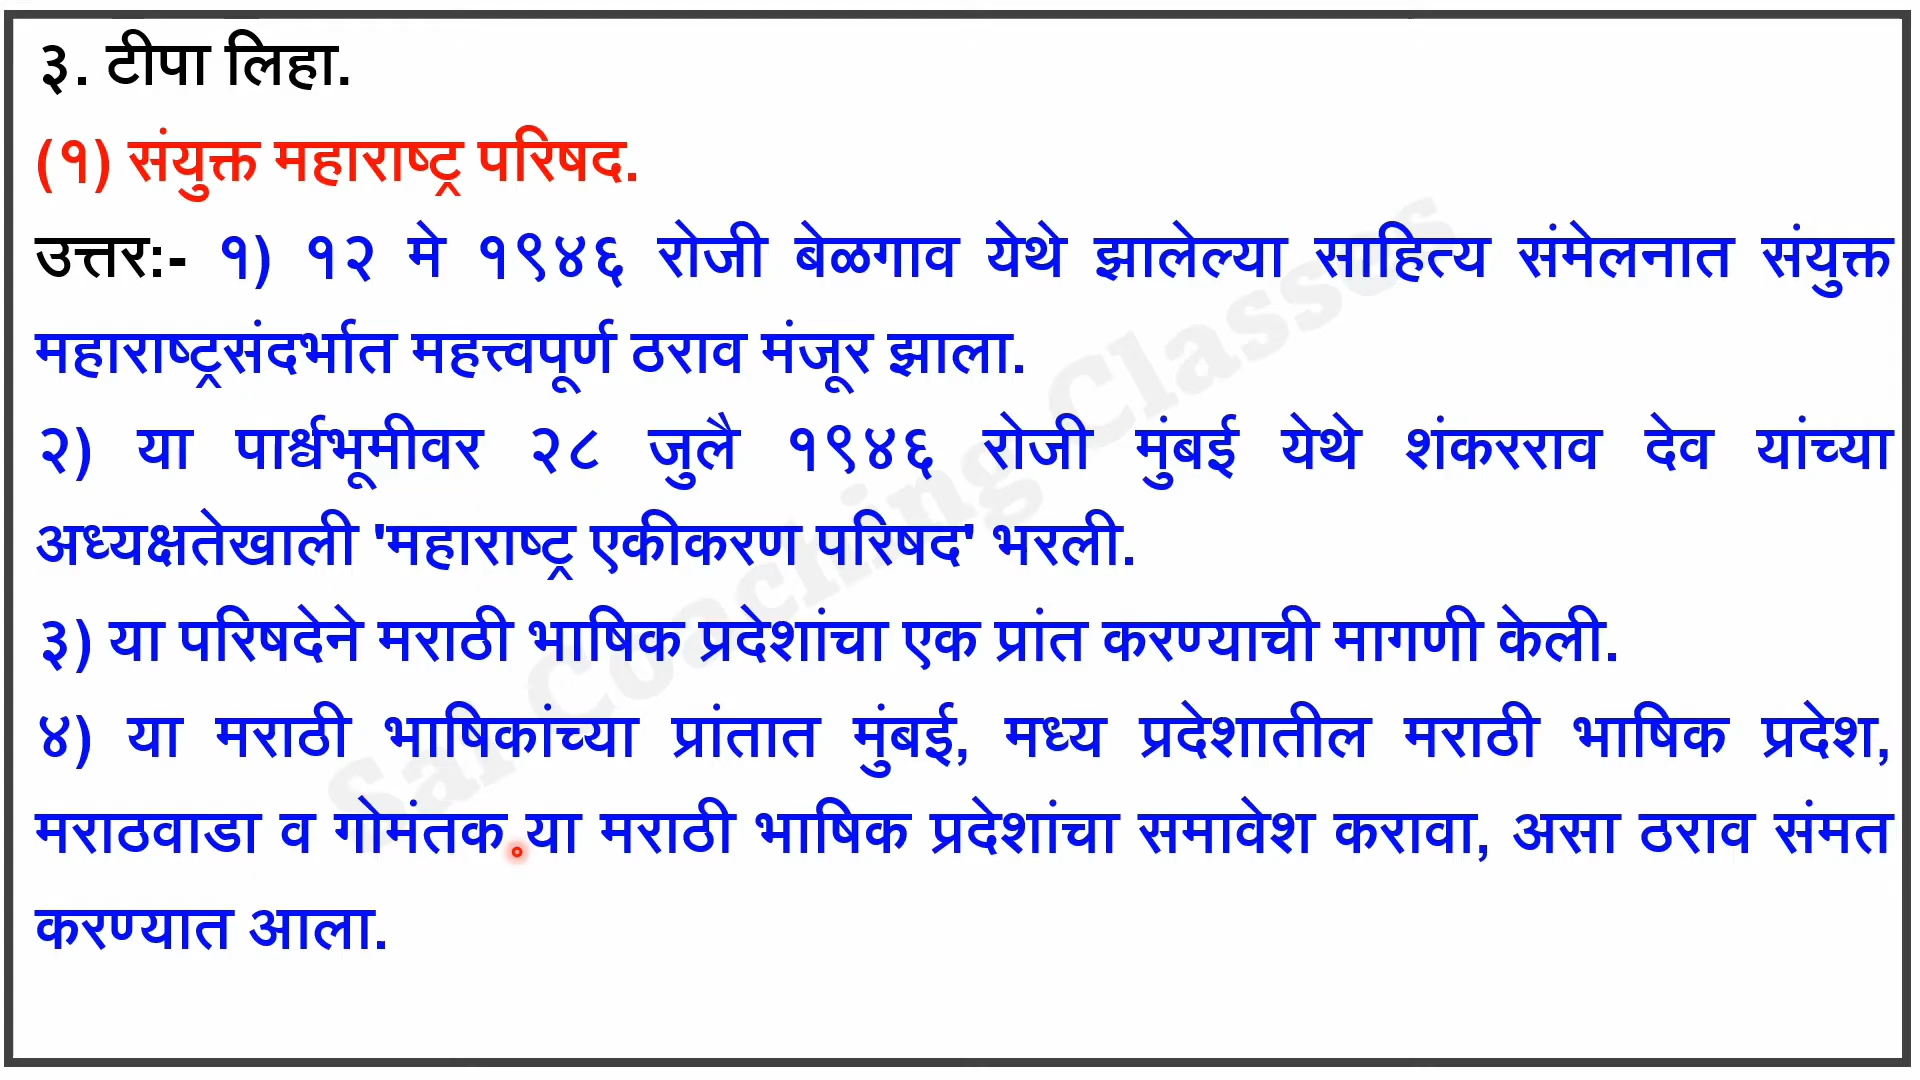 ३. टीपा लिहा.
(१) संयुक्त महाराष्ट्र परिषद.
उत्तर:- १) १२ मे १९४६ रोजी बेळगाव येथे झालेल्या साहित्य संमेलनात संयुक्त
महाराष्ट्रसंदर्भात महत्त्वपूर्ण ठराव मंजूर झाला.
२) या पार्श्वभूमीवर २८ जुलै १९४६ रोजी मुंबई येथे शंकरराव देव यांच्या
अध्यक्षतेखाली 'महाराष्ट्र एकीकरण परिषद' भरली.
३) या परिषदेने मराठी भाषिक प्रदेशांचा एक प्रांत करण्याची मागणी केली.
४) या मराठी भाषिकांच्या प्रांतात मुंबई, मध्य प्रदेशातील मराठी भाषिक प्रदेश,
मराठवाडा व गोमंतक या मराठी भाषिक प्रदेशांचा समावेश करावा, असा ठराव संमत
करण्यात आला.
Sai Coaching Classes